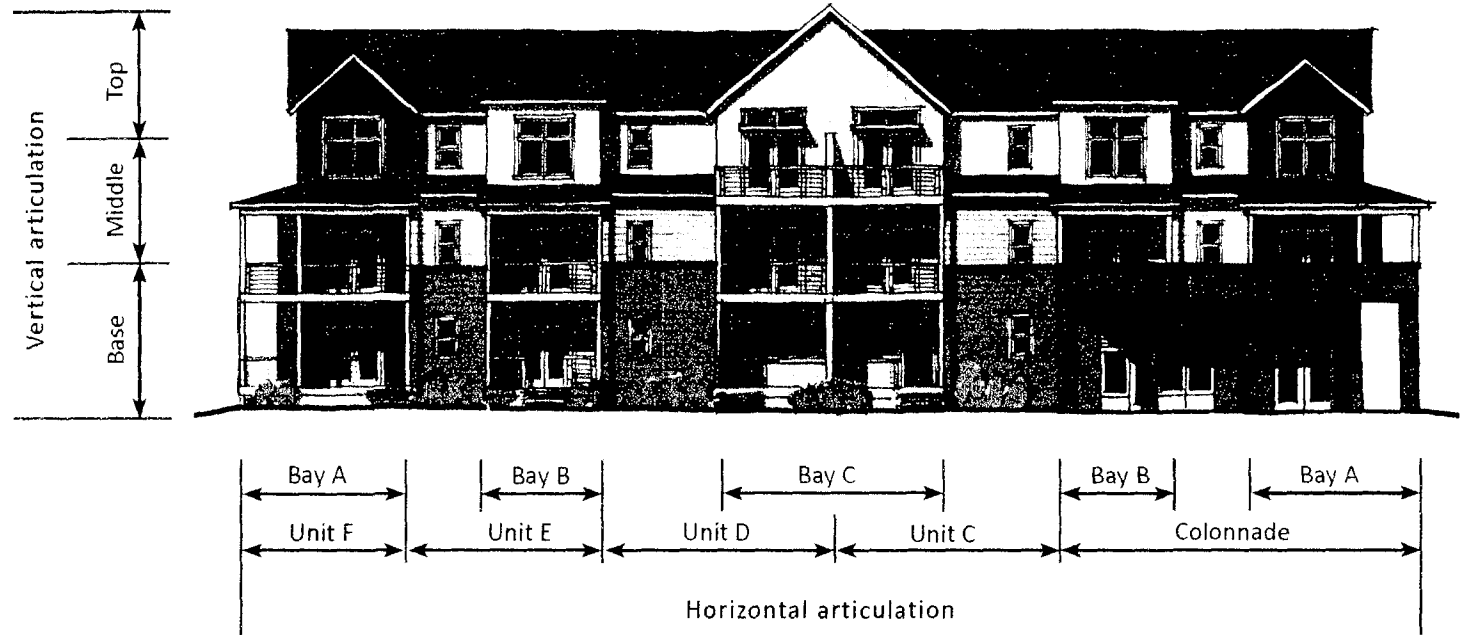 Vertical articulation
Top
Middle
Base
Bay A
Bay B
Bay C
Bay B
Bay A
Unit F
Unit E
Unit D
Unit C
Colonnade
Horizontal articulation